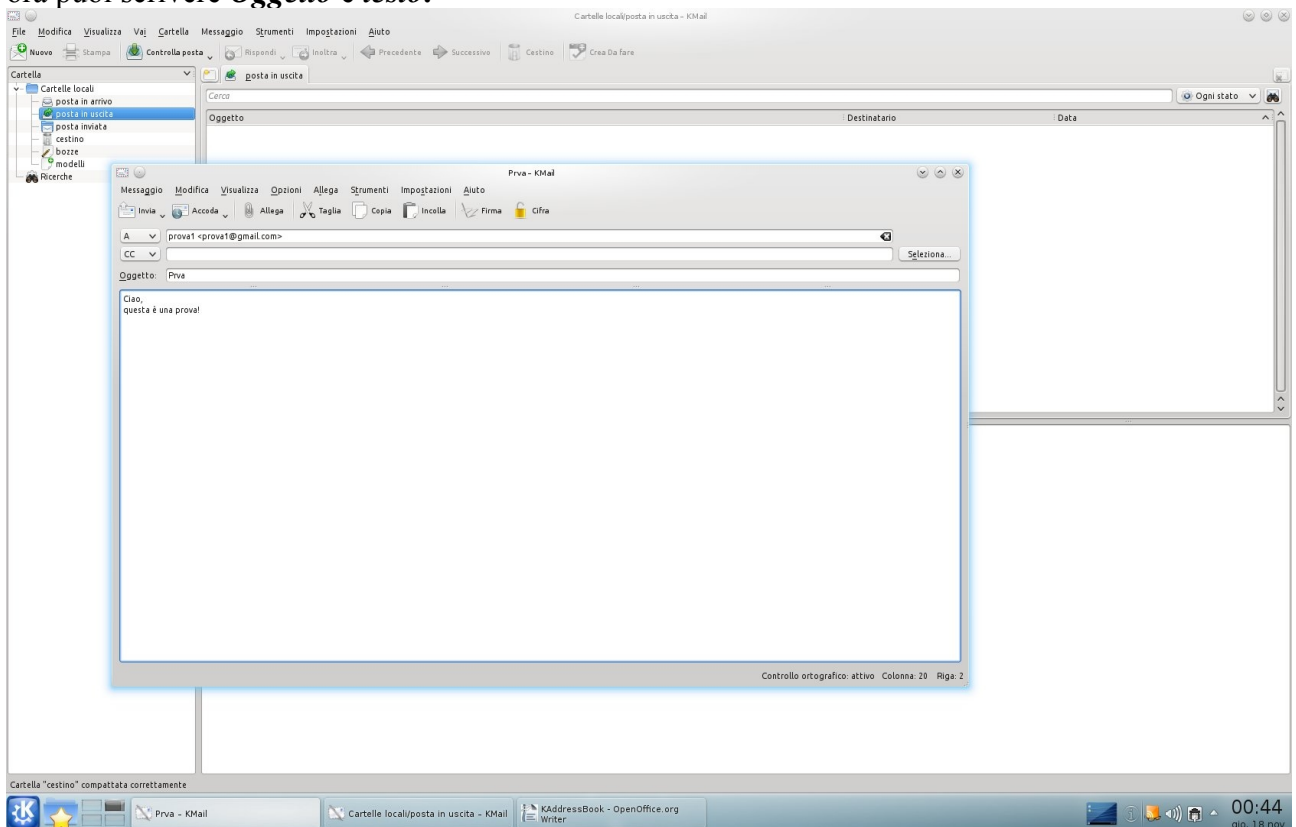 ora puoi scrivere Oggetto e testo.
Cartelle locali/posta in uscita - KMail
File Modifica Visualizza Vai Cartella Messaggio Strumenti Impostazioni Aiuto
Nuovo Stampa Controlla posta Rispondi Inoltra Precedente Successivo Cestino Crea Da fare
Cartella
posta in uscita
Cartelle locali
posta in arrivo
posta in uscita
posta inviata
cestino
bozze
modelli
Ricerche
Cerca
Ogni stato
Oggetto Destinatario Data
Prva - KMail
Messaggio Modifica Visualizza Opzioni Allega Strumenti Impostazioni Aiuto
Invia Accoda Allega Taglia Copia Incolla Firma Cifra
A prova1 <prova1@gmail.com>
CC Seleziona...
Oggetto: Prva
Ciao,
questa è una prova!
Controllo ortografico: attivo Colonna: 20 Riga: 2
Cartella "cestino" compattata correttamente
Prva - KMail
Cartelle locali/posta in uscita - KMail
KAddressBook - OpenOffice.org
Writer
00:44
gio, 18 nov